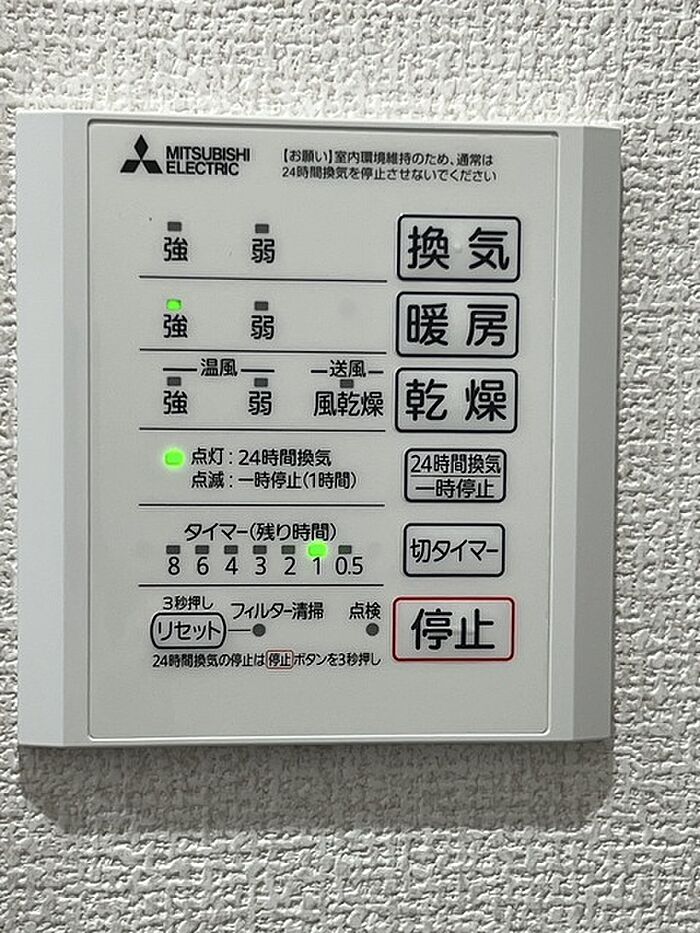 MITSUBISHI
ELECTRIC
【お願い】室内環境維持のため、通常は
24時間換気を停止させないでください
強 弱 換気
強 弱 暖房
温風 送風
強 弱 風乾燥 乾燥
点灯：24時間換気
点滅：一時停止(1時間)
24時間換気
一時停止
タイマー(残り時間)
8 6 4 3 2 1 0.5
切タイマー
3秒押し
リセット フィルター清掃 点検
停止
24時間換気の停止は停止ボタンを3秒押し